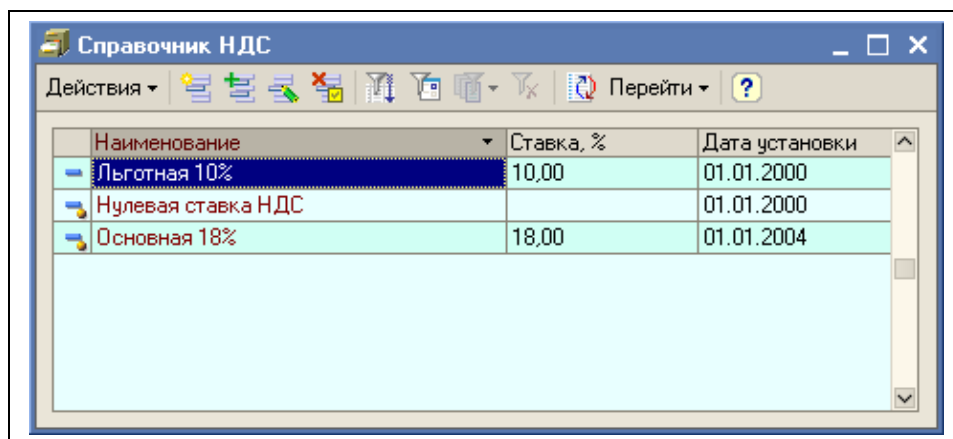 Справочник НДС
Действия Перейти ?
Наименование Ставка, % Дата установки
Льготная 10% 10,00 01.01.2000
Нулевая ставка НДС 01.01.2000
Основная 18% 18,00 01.01.2004